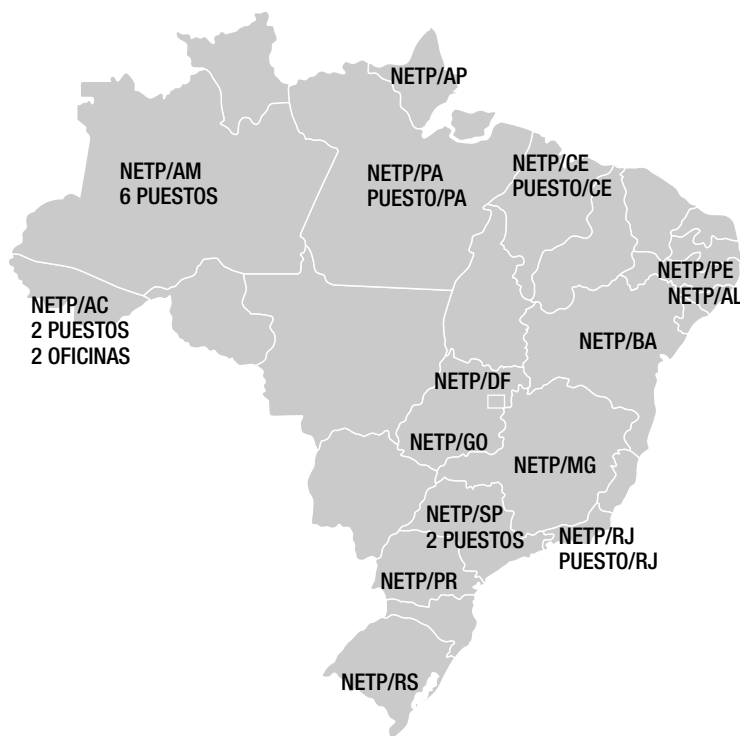 NETP/AP
NETP/AM
6 PUESTOS
NETP/PA
PUESTO/PA
NETP/CE
PUESTO/CE
NETP/PE
NETP/AL
NETP/AC
2 PUESTOS
2 OFICINAS
NETP/BA
NETP/DF
NETP/GO
NETP/MG
NETP/SP
2 PUESTOS
NETP/RJ
PUESTO/RJ
NETP/PR
NETP/RS